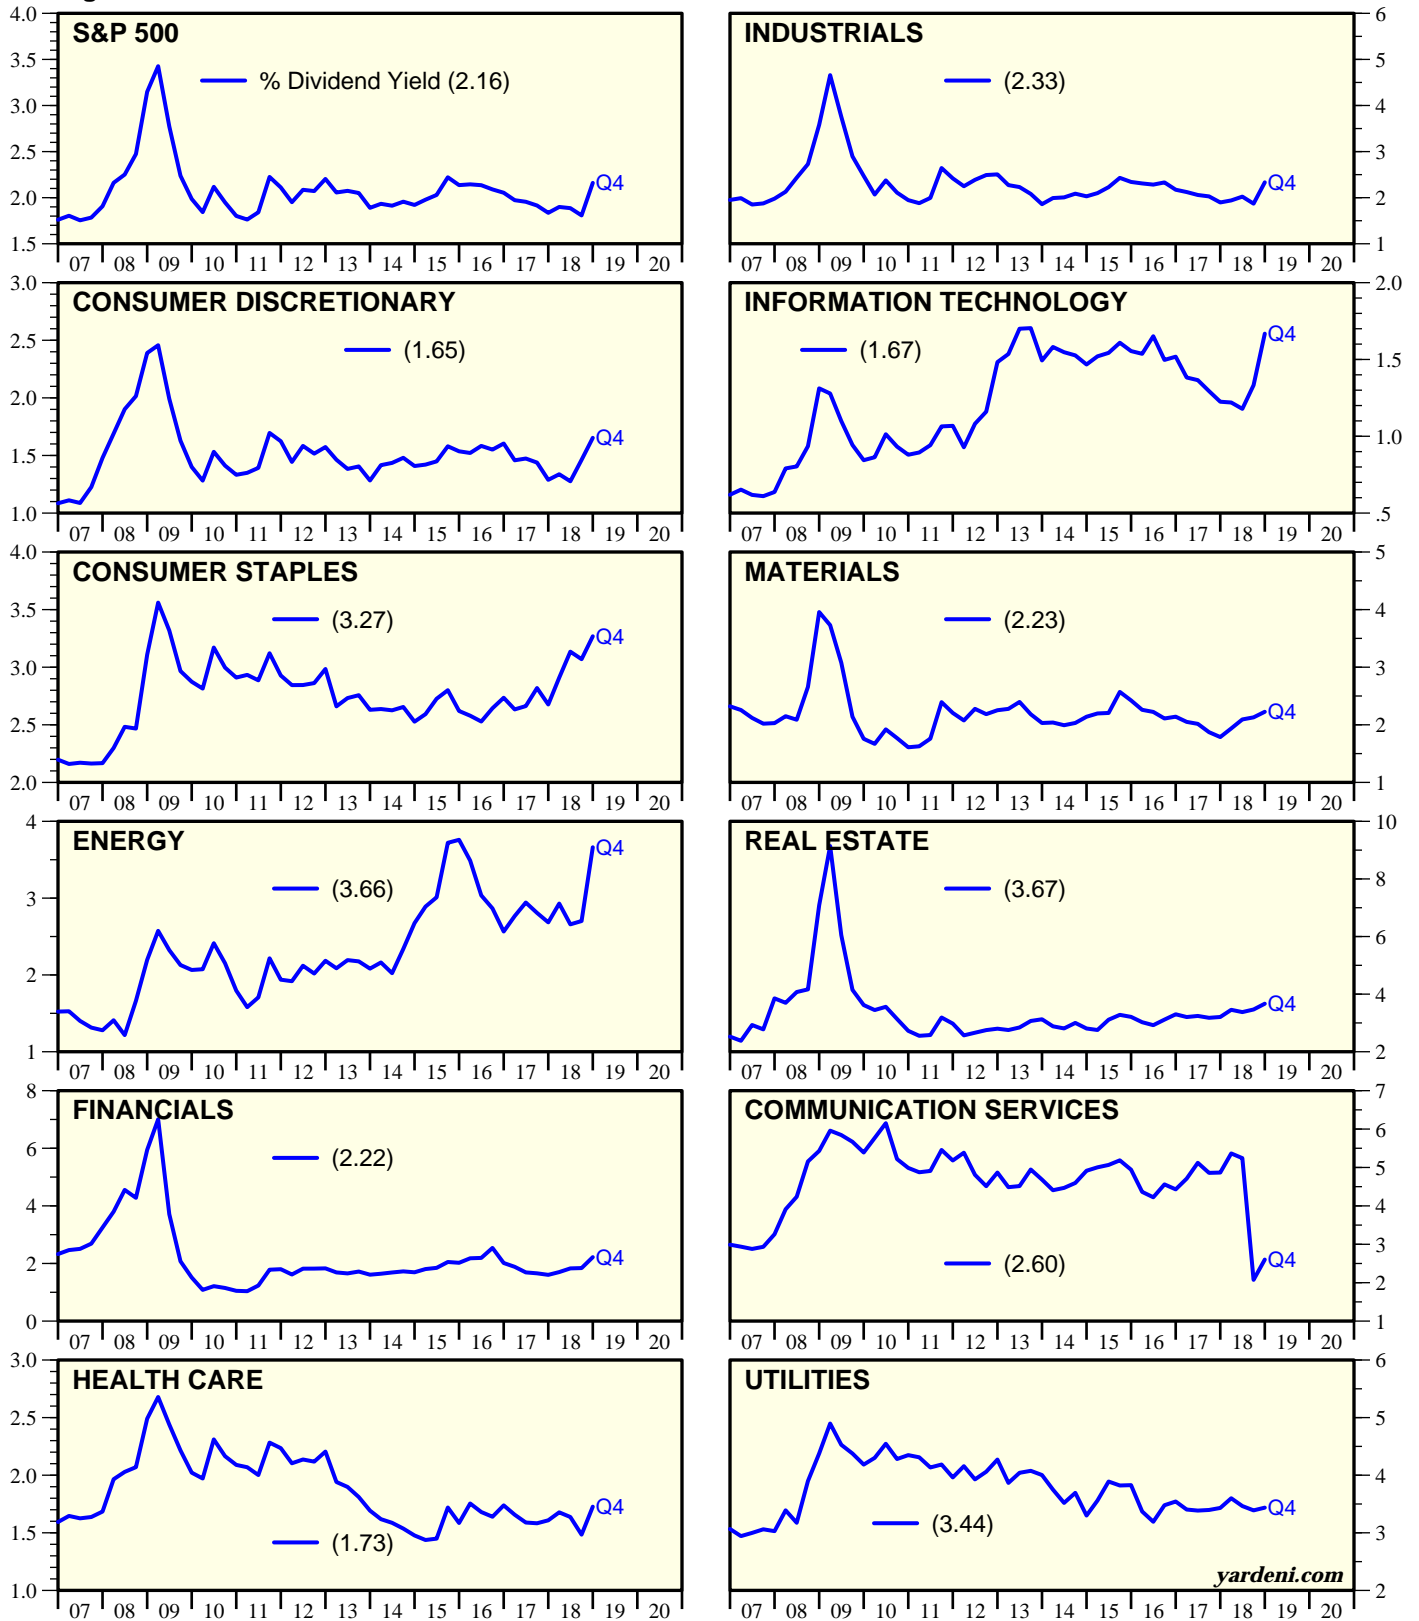 S&P 500
% Dividend Yield (2.16)
Q4
4.0
3.5
3.0
2.5
2.0
1.5
07 08 09 10 11 12 13 14 15 16 17 18 19 20
INDUSTRIALS
(2.33)
Q4
6
5
4
3
2
1
07 08 09 10 11 12 13 14 15 16 17 18 19 20
CONSUMER DISCRETIONARY
(1.65)
Q4
3.0
2.5
2.0
1.5
1.0
07 08 09 10 11 12 13 14 15 16 17 18 19 20
INFORMATION TECHNOLOGY
(1.67)
Q4
2.0
1.5
1.0
.5
07 08 09 10 11 12 13 14 15 16 17 18 19 20
CONSUMER STAPLES
(3.27)
Q4
4.0
3.5
3.0
2.5
2.0
07 08 09 10 11 12 13 14 15 16 17 18 19 20
MATERIALS
(2.23)
Q4
5
4
3
2
1
07 08 09 10 11 12 13 14 15 16 17 18 19 20
ENERGY
(3.66)
Q4
4
3
2
1
07 08 09 10 11 12 13 14 15 16 17 18 19 20
REAL ESTATE
(3.67)
Q4
10
8
6
4
2
07 08 09 10 11 12 13 14 15 16 17 18 19 20
FINANCIALS
(2.22)
Q4
8
6
4
2
0
07 08 09 10 11 12 13 14 15 16 17 18 19 20
COMMUNICATION SERVICES
(2.60)
Q4
7
6
5
4
3
2
1
07 08 09 10 11 12 13 14 15 16 17 18 19 20
HEALTH CARE
(1.73)
Q4
3.0
2.5
2.0
1.5
1.0
07 08 09 10 11 12 13 14 15 16 17 18 19 20
UTILITIES
(3.44)
Q4
6
5
4
3
2
yardeni.com
07 08 09 10 11 12 13 14 15 16 17 18 19 20